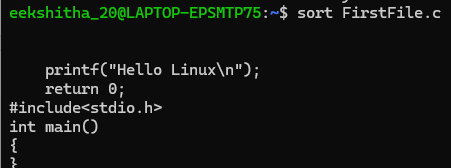 eekshitha_20@LAPTOP-EPSMTP75:~$ sort FirstFile.c
    printf("Hello Linux\n");
    return 0;
#include<stdio.h>
int main()
{
}